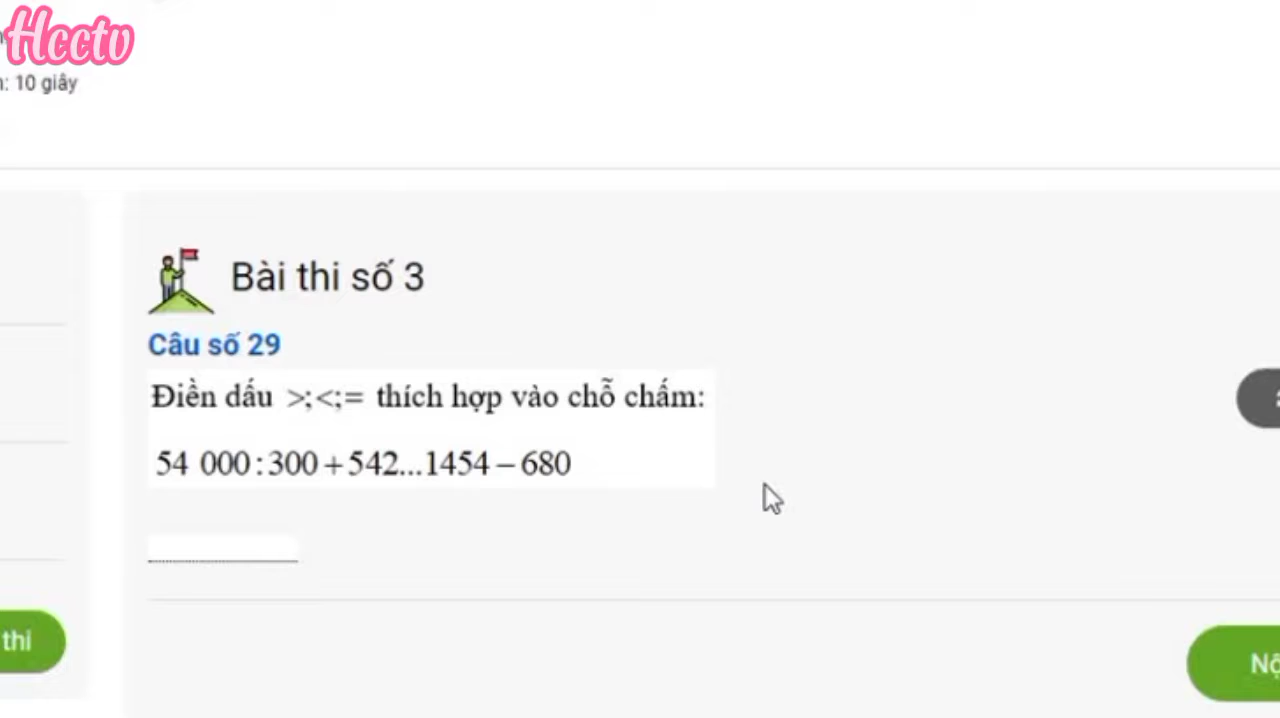 Hcctv
: 10 giây
Bài thi số 3
Câu số 29
Điền dấu >;<;= thích hợp vào chỗ chấm:
54 000:300+542...1454−680
thi